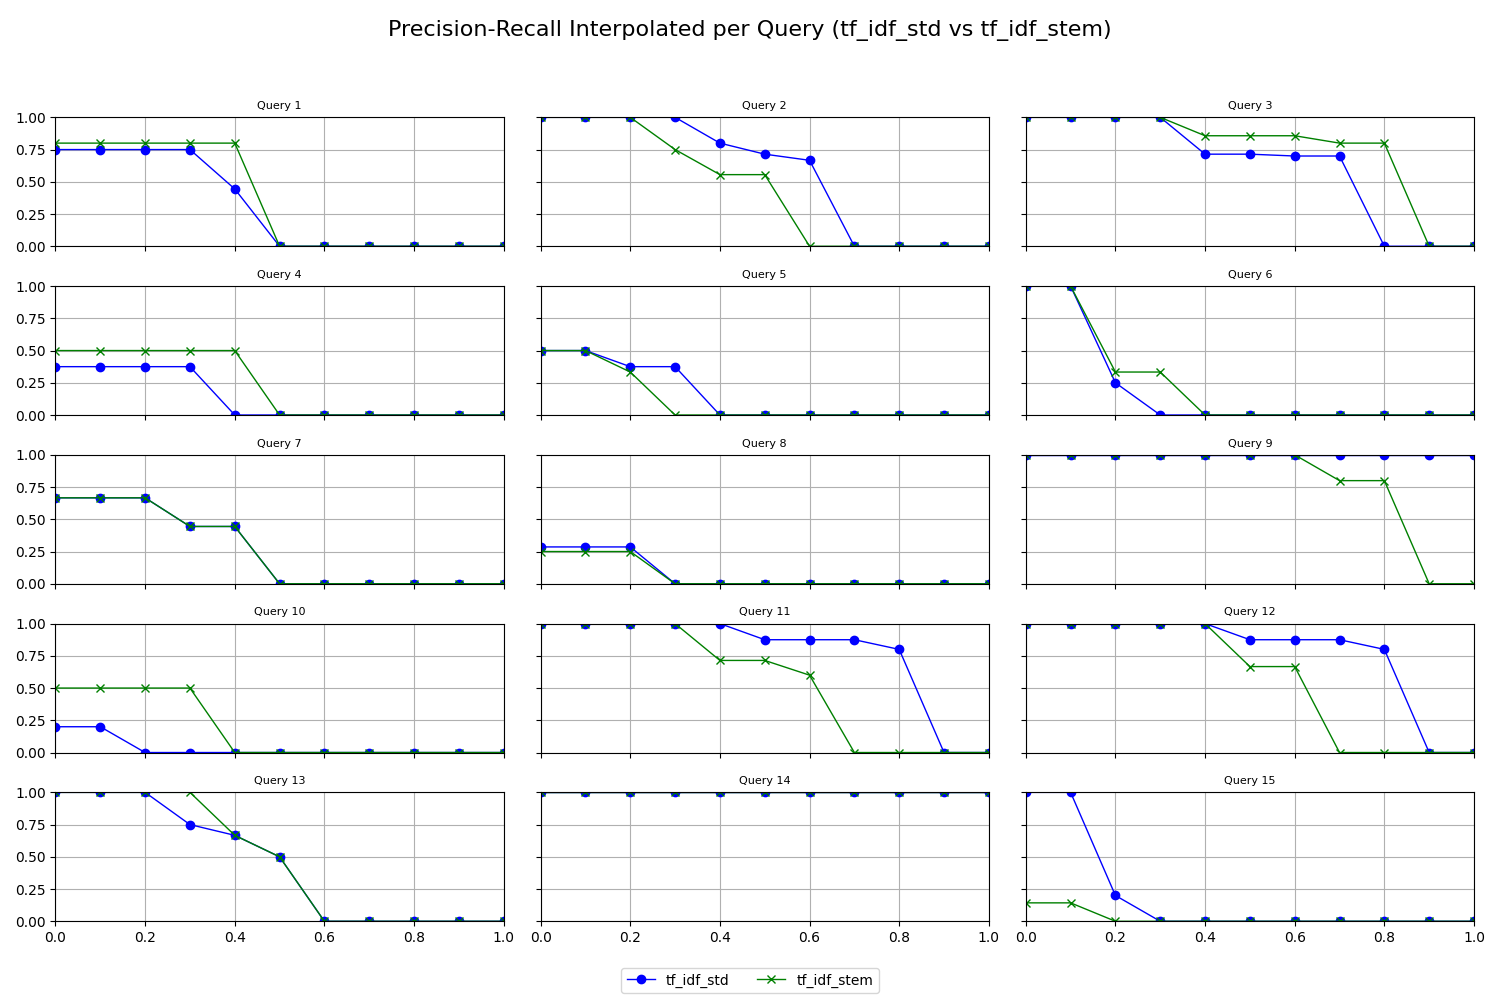 Precision-Recall Interpolated per Query (tf_idf_std vs tf_idf_stem)
Query 1
Query 2
Query 3
1.00
0.75
0.50
0.25
0.00
Query 4
Query 5
Query 6
1.00
0.75
0.50
0.25
0.00
Query 7
Query 8
Query 9
1.00
0.75
0.50
0.25
0.00
Query 10
Query 11
Query 12
1.00
0.75
0.50
0.25
0.00
Query 13
Query 14
Query 15
1.00
0.75
0.50
0.25
0.00
0.0 0.2 0.4 0.6 0.8 1.0
0.0 0.2 0.4 0.6 0.8 1.0
0.0 0.2 0.4 0.6 0.8 1.0
tf_idf_std tf_idf_stem